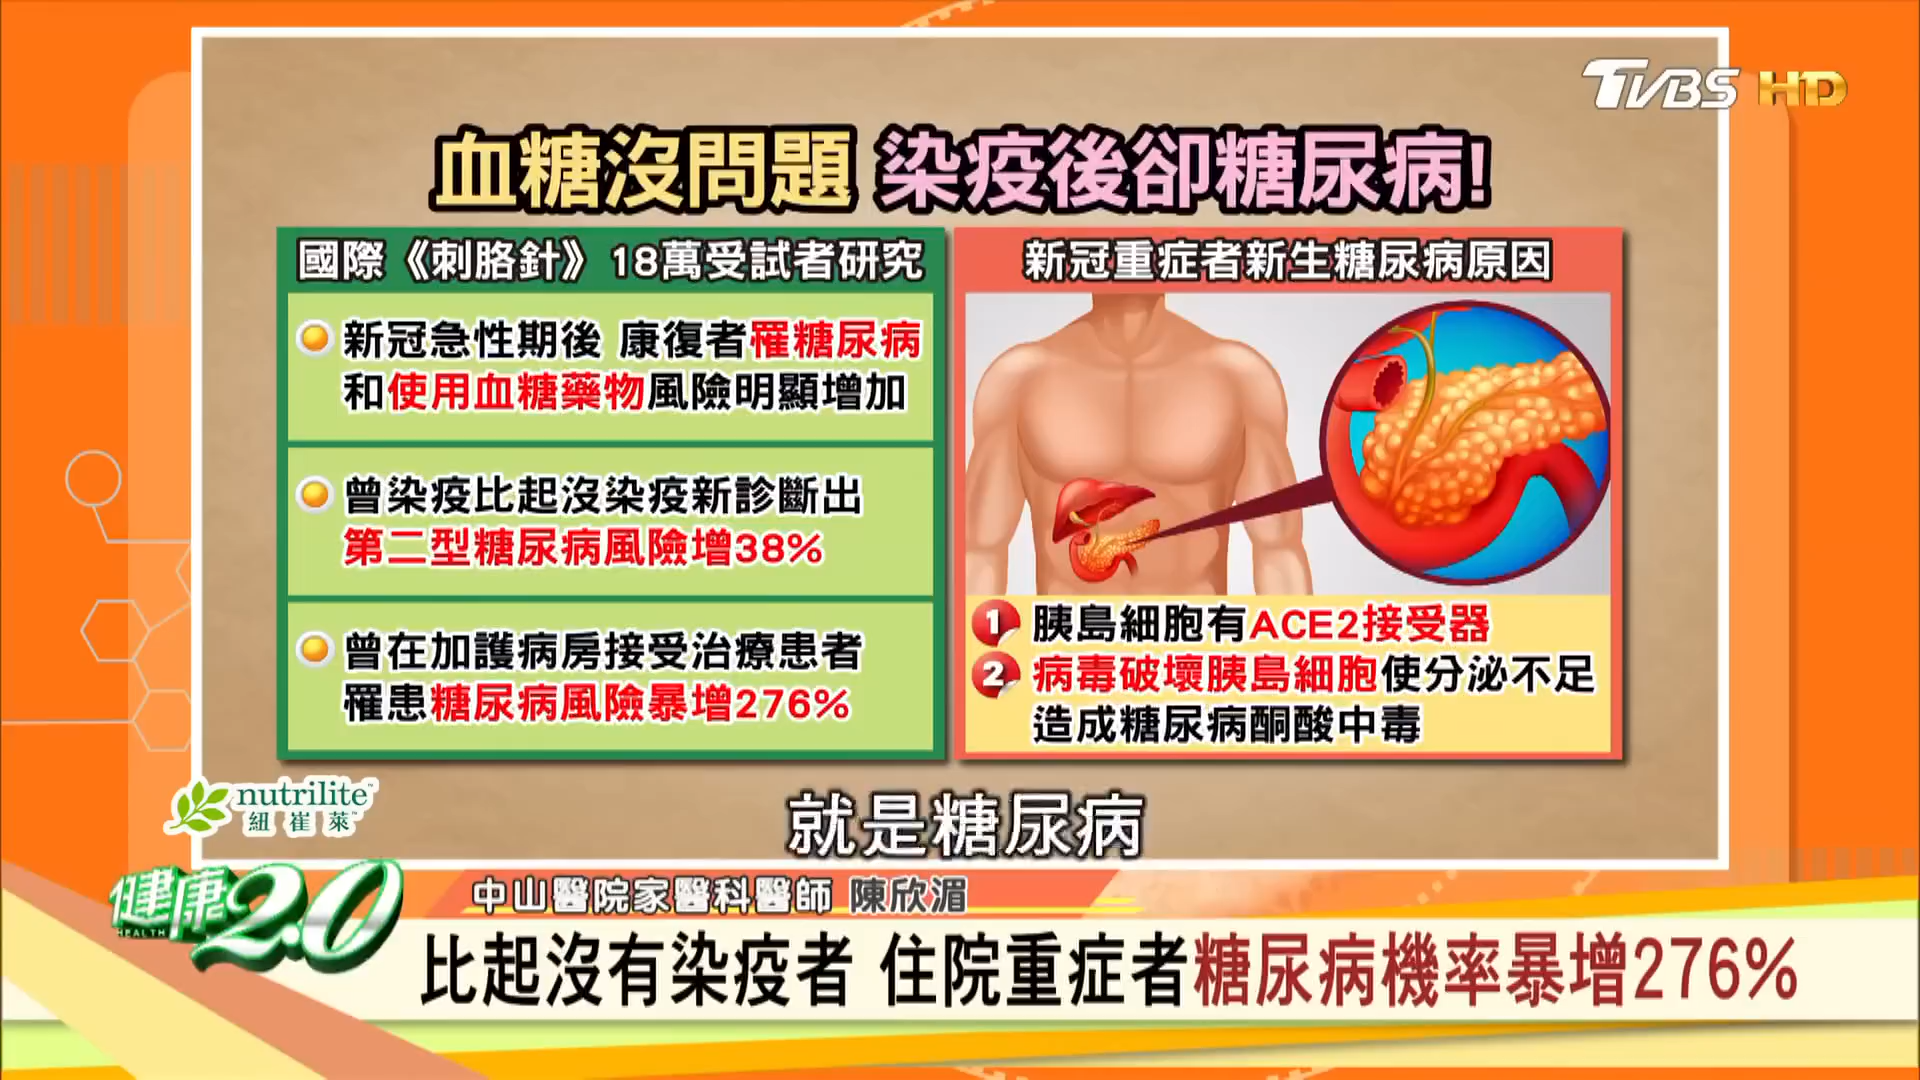 TVBS HD
血糖沒問題 染疫後卻糖尿病!
國際《刺胳針》18萬受試者研究
新冠急性期後 康復者罹糖尿病
和使用血糖藥物風險明顯增加
曾染疫比起沒染疫新診斷出
第二型糖尿病風險增38%
曾在加護病房接受治療患者
罹患糖尿病風險暴增276%
新冠重症者新生糖尿病原因
1 胰島細胞有ACE2接受器
2 病毒破壞胰島細胞使分泌不足
造成糖尿病酮酸中毒
nutrilite™
紐崔萊™
就是糖尿病
健康2.0
HEALTH
中山醫院家醫科醫師 陳欣湄
比起沒有染疫者 住院重症者糖尿病機率暴增276%